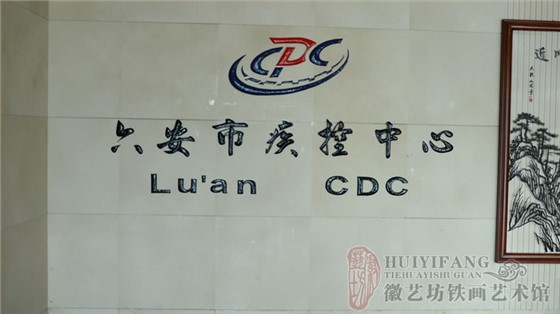 CDC
六安市疾控中心
Lu'an CDC
近
HUIYIFANG
TIEHUAYISHUGUAN
徽艺坊铁画艺术馆